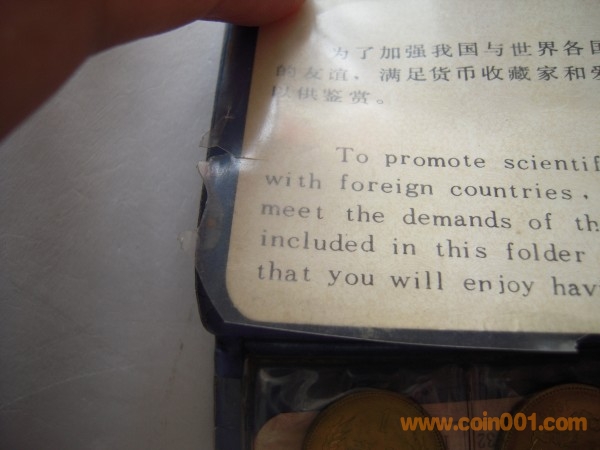 为了加强我国与世界各国
的友谊，满足货币收藏家和爱
以供鉴赏。
To promote scientif
with foreign countries,
meet the demands of th
included in this folder
that you will enjoy hav
www.coin001.com